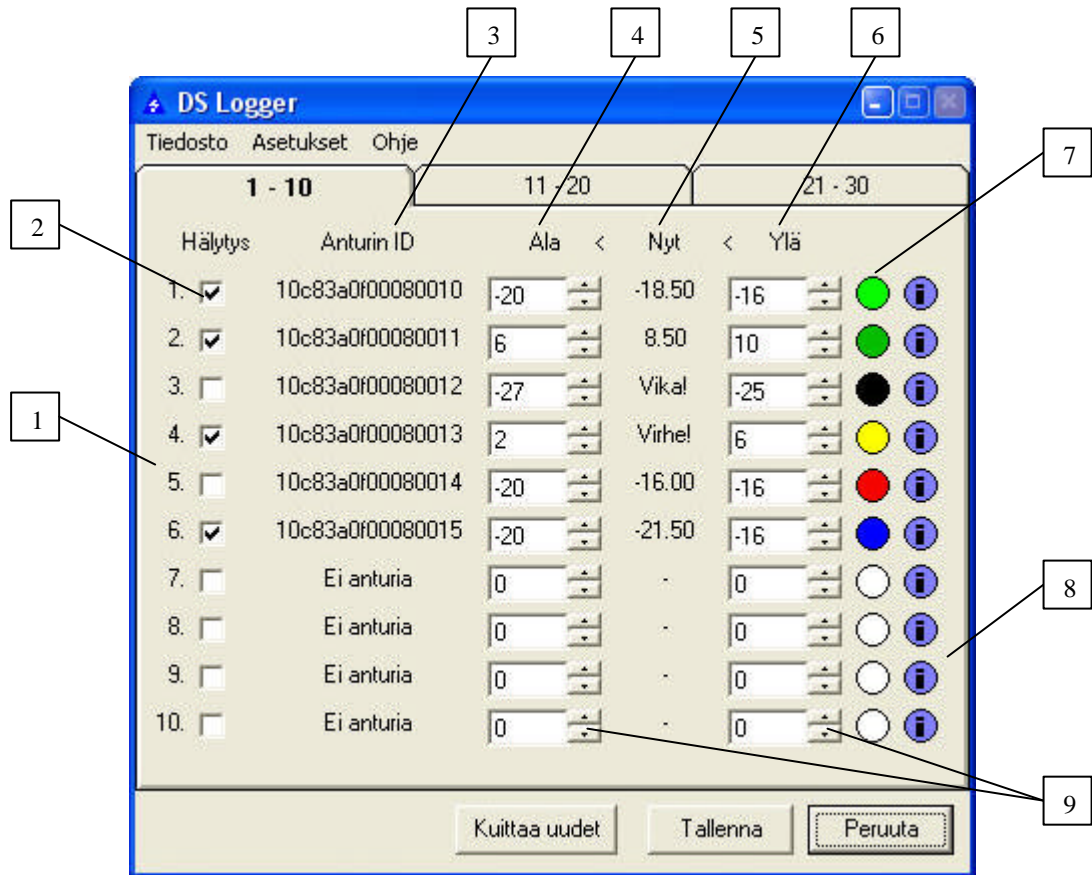 3 4 5 6
DS Logger
Tiedosto Asetukset Ohje
7
1 - 10 11 - 20 21 - 30
2
Hälytys Anturin ID Ala < Nyt < Ylä
1. 10c83a0f00080010 -20 -18.50 -16
2. 10c83a0f00080011 6 8.50 10
3. 10c83a0f00080012 -27 Vika! -25
1
4. 10c83a0f00080013 2 Virhe! 6
5. 10c83a0f00080014 -20 -16.00 -16
6. 10c83a0f00080015 -20 -21.50 -16
7. Ei anturia 0 - 0
8
8. Ei anturia 0 - 0
9. Ei anturia 0 - 0
10. Ei anturia 0 - 0
9
Kuittaa uudet Tallenna Peruuta